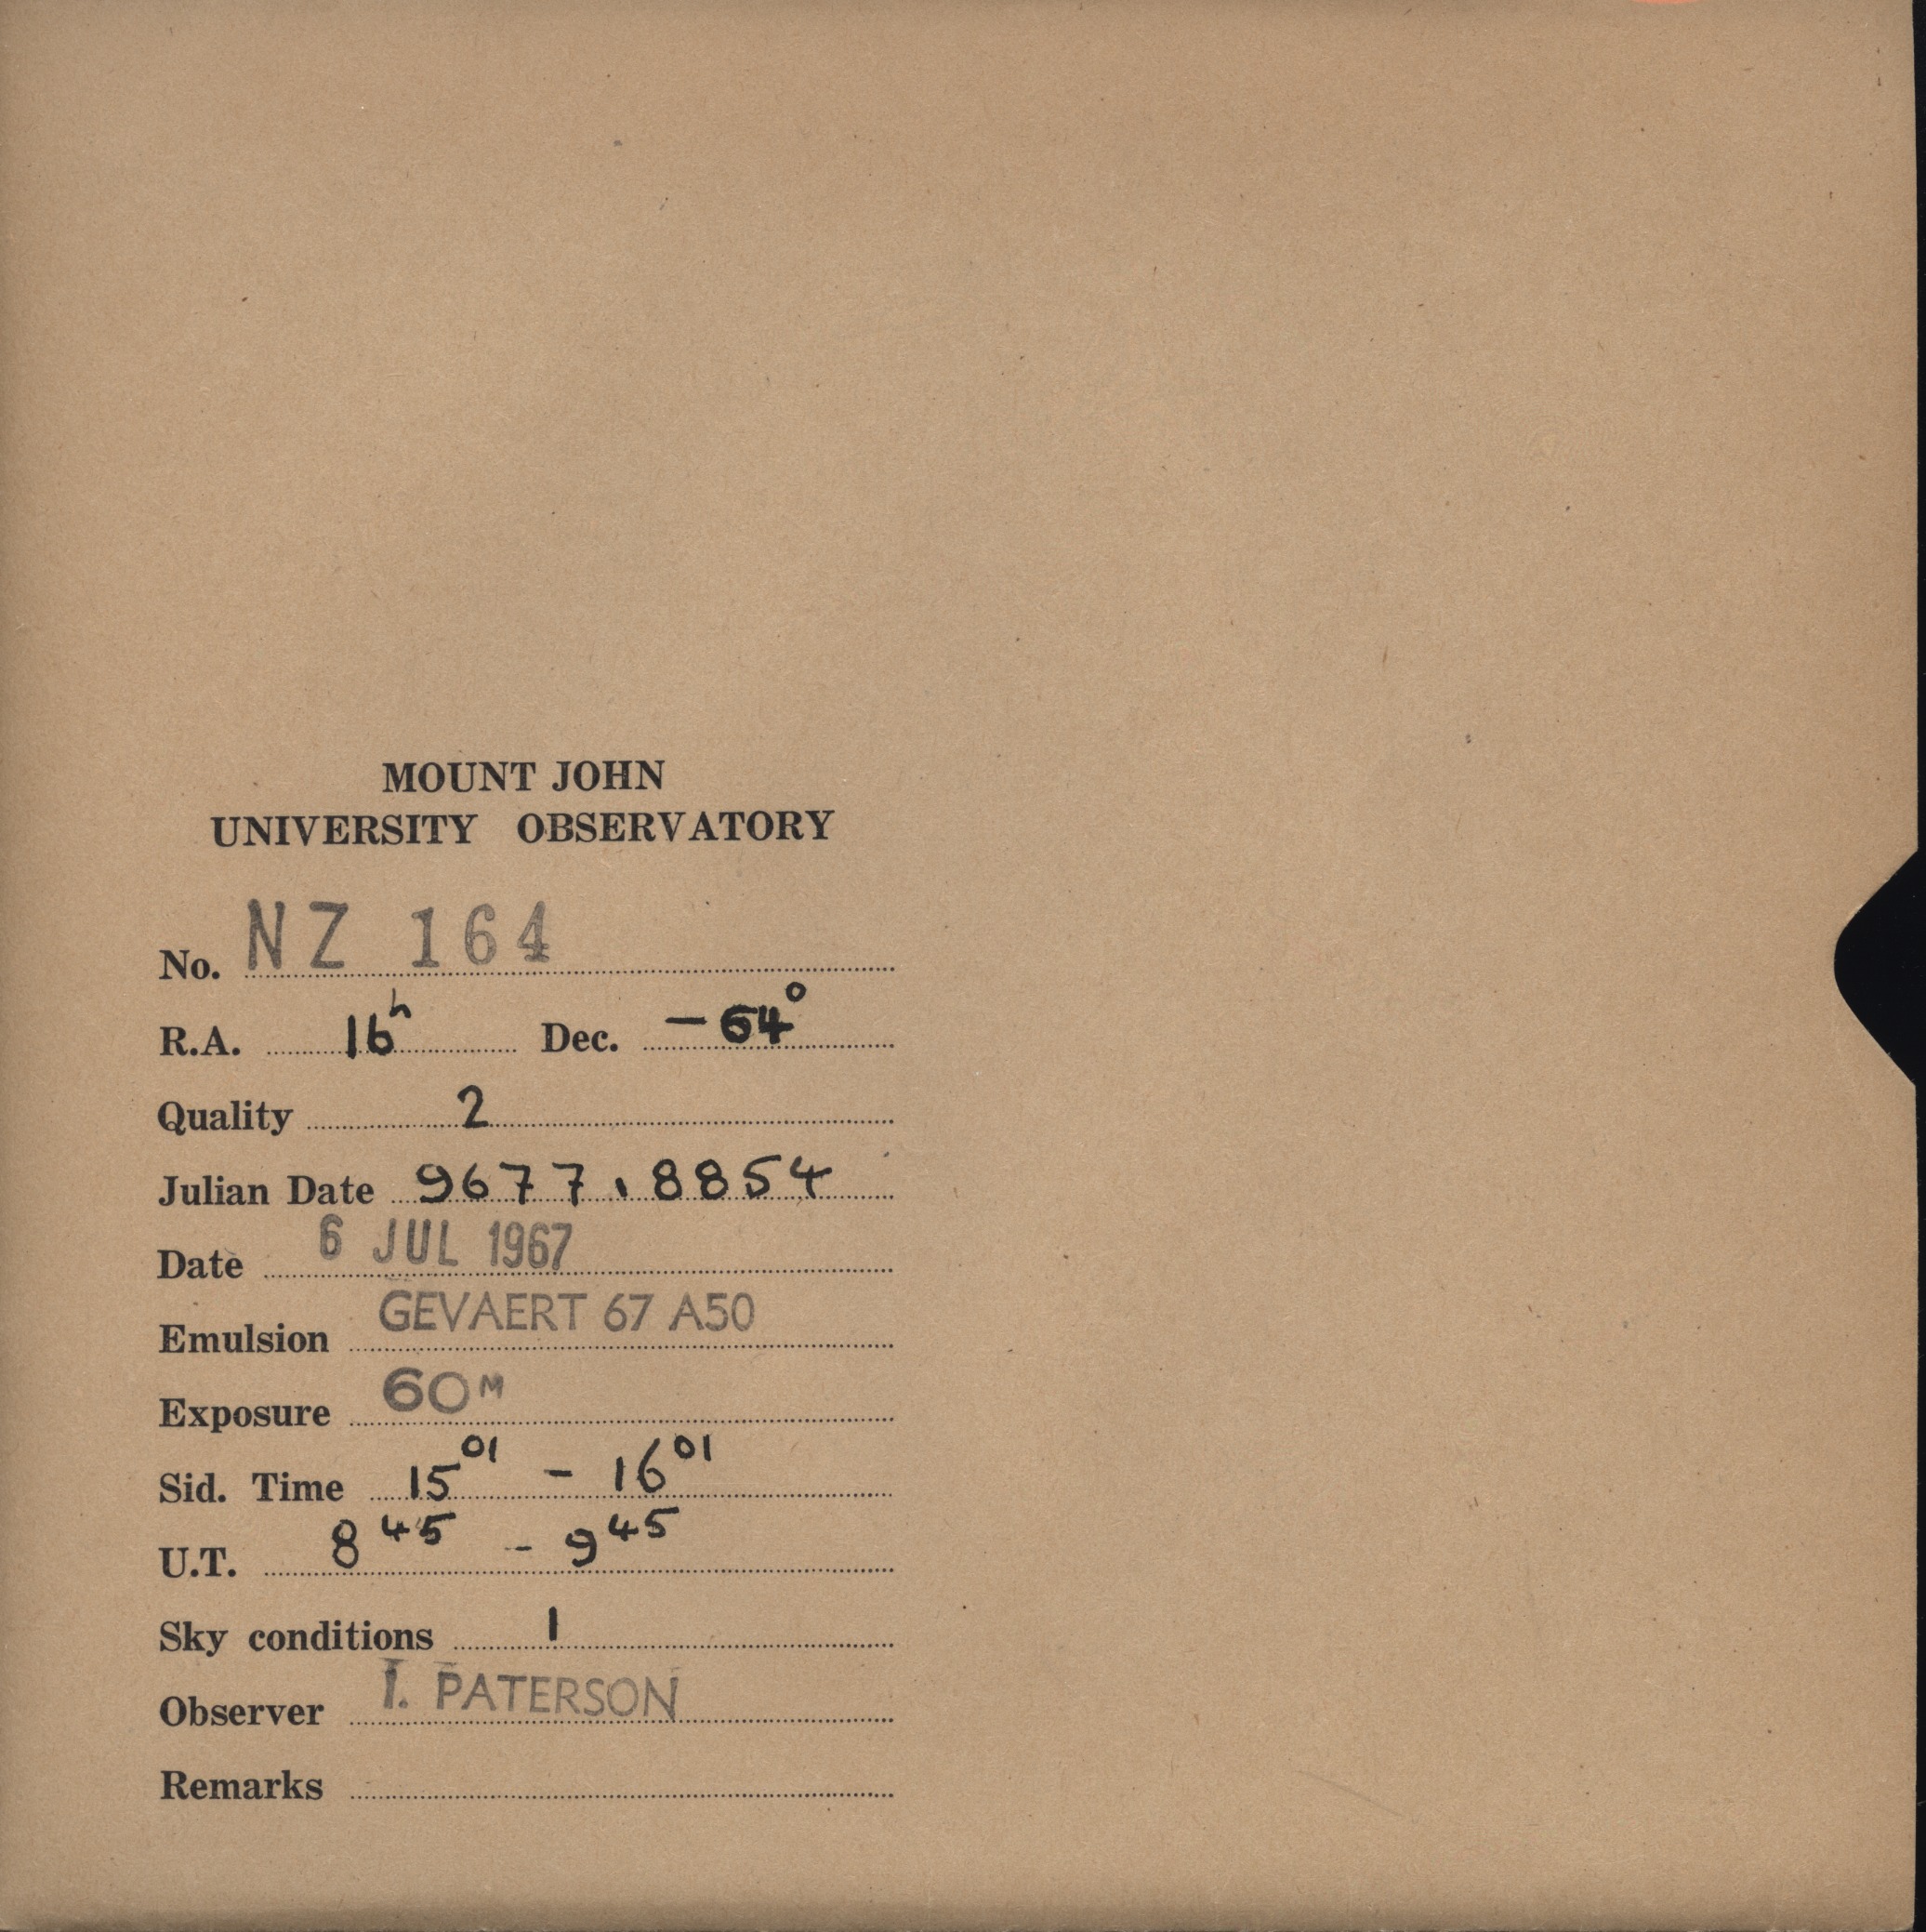 MOUNT JOHN
UNIVERSITY OBSERVATORY
No. NZ 164
R.A. 16h Dec. -64°
Quality 2
Julian Date 9677.8854
Date 6 JUL 1967
Emulsion GEVAERT 67 A50
Exposure 60M
Sid. Time 15 01 - 16 01
U.T. 8 45 - 9 45
Sky conditions 1
Observer I. PATERSON
Remarks